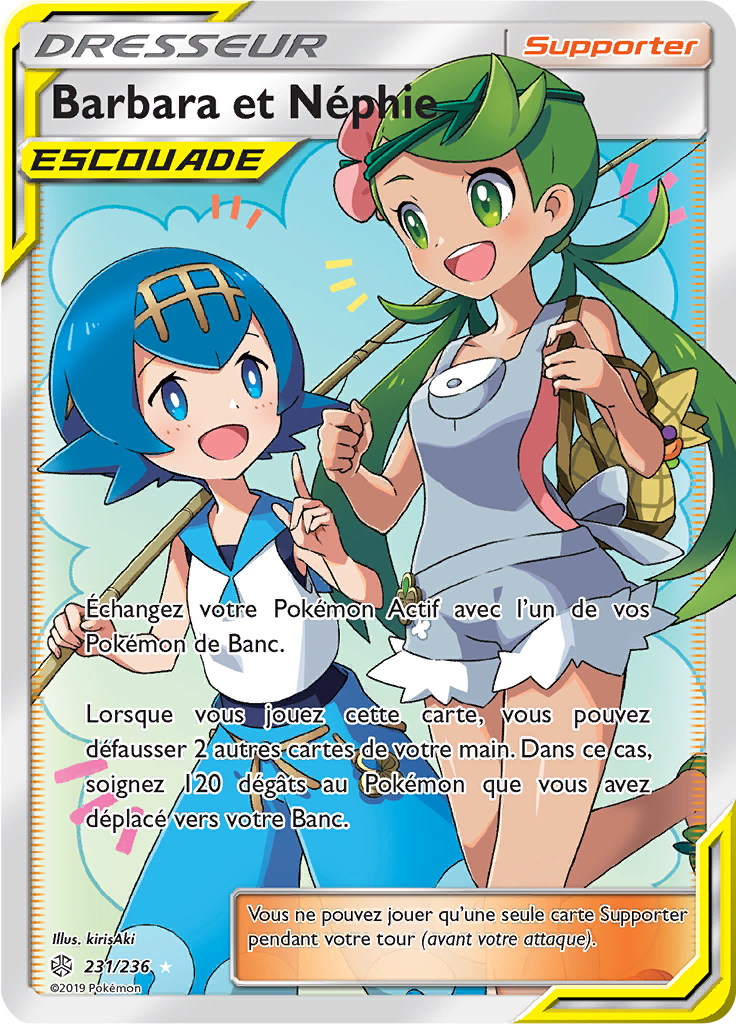 DRESSEUR
Supporter
Barbara et Néphie
ESCOUADE
Échangez votre Pokémon Actif avec l'un de vos
Pokémon de Banc.
Lorsque vous jouez cette carte, vous pouvez
défausser 2 autres cartes de votre main. Dans ce cas,
soignez 120 dégâts au Pokémon que vous avez
déplacé vers votre Banc.
Vous ne pouvez jouer qu'une seule carte Supporter
pendant votre tour (avant votre attaque).
Illus. kirisAki
231/236
©2019 Pokémon